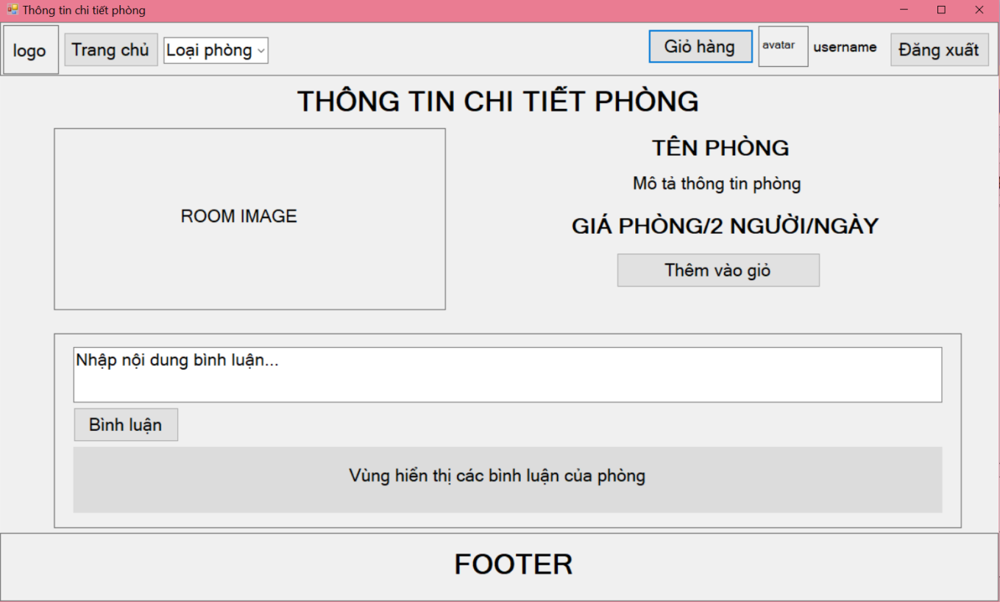 Thông tin chi tiết phòng
logo
Trang chủ
Loại phòng
Giỏ hàng
avatar
username
Đăng xuất
THÔNG TIN CHI TIẾT PHÒNG
ROOM IMAGE
TÊN PHÒNG
Mô tả thông tin phòng
GIÁ PHÒNG/2 NGƯỜI/NGÀY
Thêm vào giỏ
Nhập nội dung bình luận...
Bình luận
Vùng hiển thị các bình luận của phòng
FOOTER